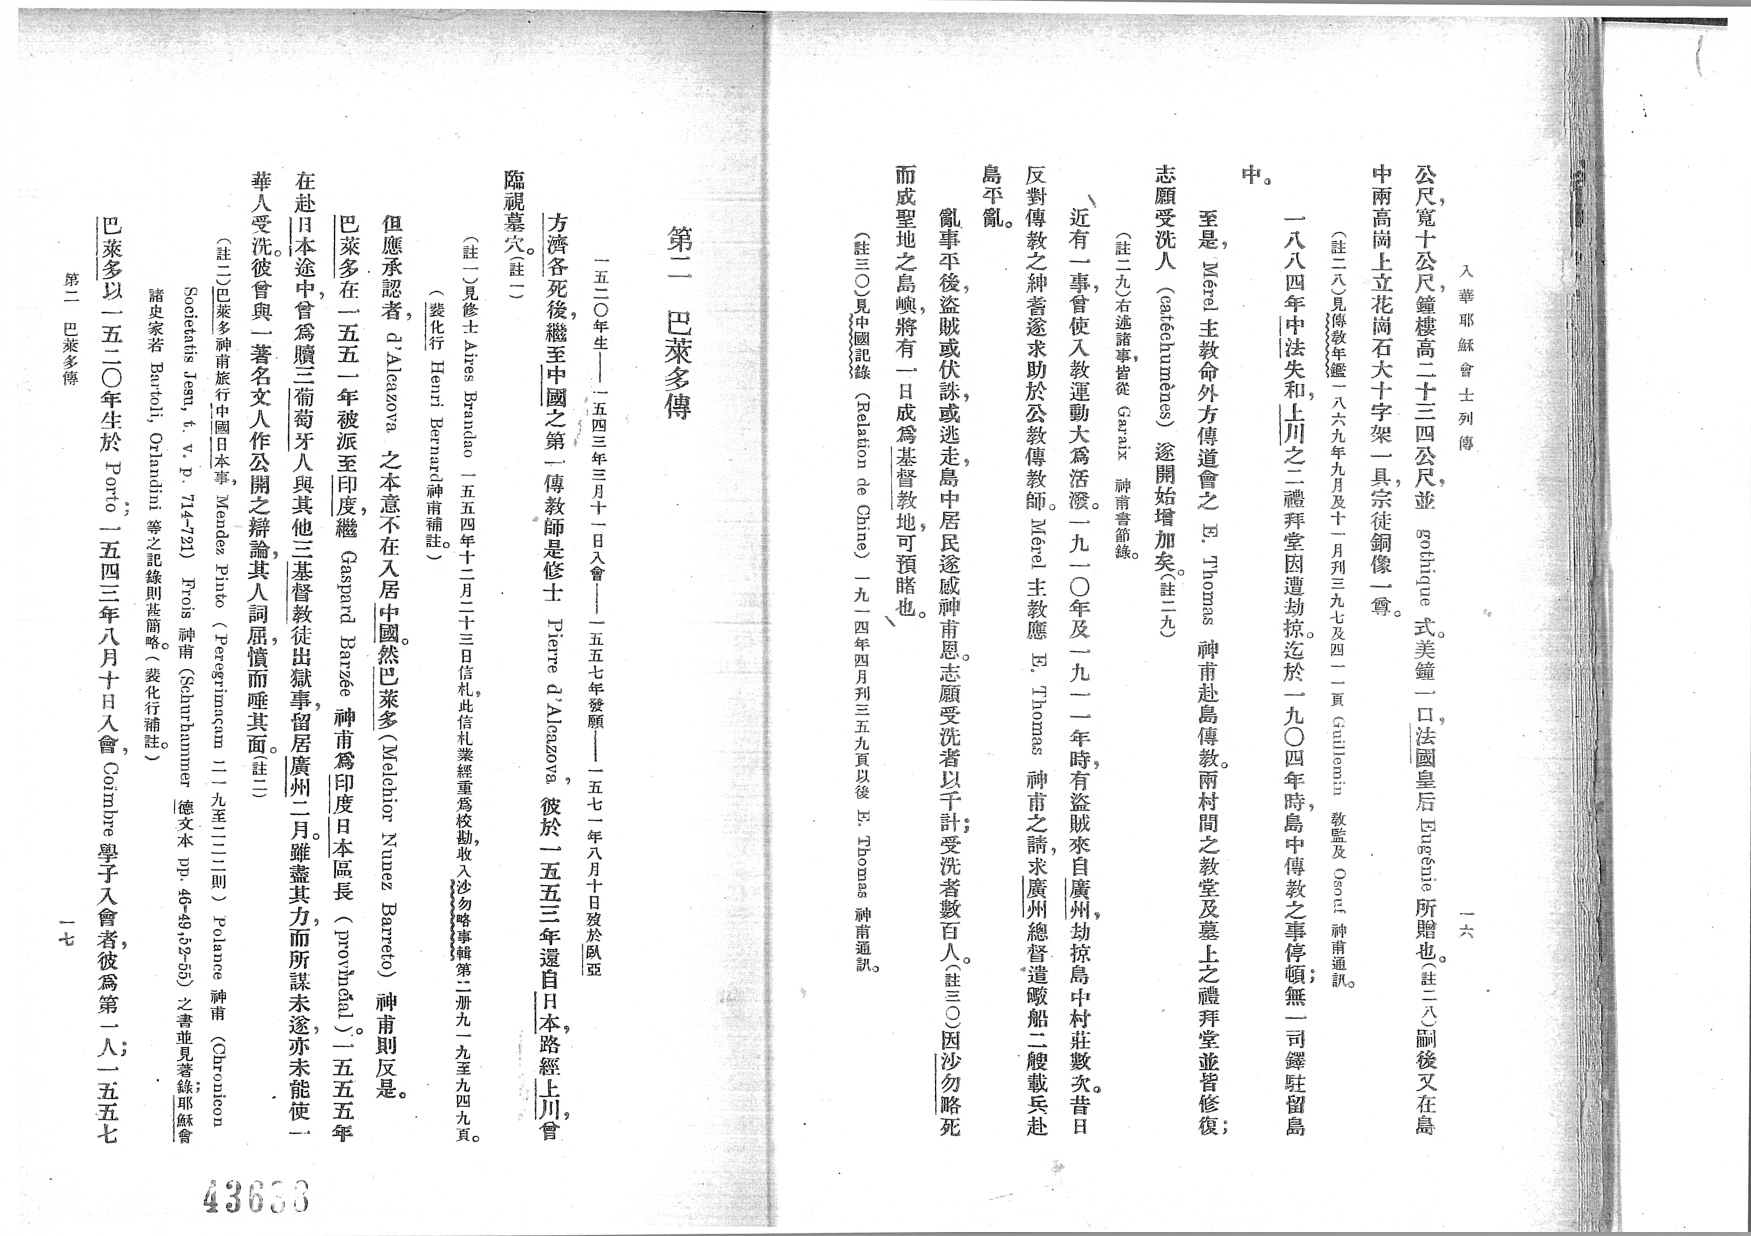 入華耶穌會士列傳
一六
公尺,寬十公尺,鐘樓高二十三四公尺,並 gothique 式。美鐘一口,法國皇后 Eugénie 所贈也。(註二八)嗣後又在島
中兩高崗上立花崗石大十字架一具,宗徒銅像一尊。
(註二八)見傳教年鑑一八六九年九月及十一月刊三九七及四一一頁 Guillemin 教監及 Osouf 神甫通訊。
一八八四年中法失和,上川之二禮拜堂因遭劫掠。迄於一九〇四年時,島中傳教之事停頓;無一司鐸駐留島
中。
至是,Mérel 主教命外方傳道會之 E. Thomas 神甫赴島傳教。兩村間之教堂及墓上之禮拜堂並皆修復;
志願受洗人 (catéchumènes) 遂開始增加矣。(註二九)
(註二九)右述諸事,皆從 Garaix 神甫書節錄。
近有一事,曾使入教運動大爲活潑。一九一〇年及一九一一年時,有盜賊來自廣州,劫掠島中村莊數次。昔日
反對傳教之紳耆遂求助於公教傳教師。Mérel 主教應 E. Thomas 神甫之請,求廣州總督遣礮船二艘載兵赴
島平亂。
亂事平後,盜賊或伏誅,或逃走,島中居民遂感神甫恩。志願受洗者以千計;受洗者數百人。(註三〇)因沙勿略死
而成聖地之島嶼,將有一日成爲基督教地,可預睹也。
(註三〇)見中國記錄 (Relation de Chine) 一九一四年四月刊三五九頁以後 E. Thomas 神甫通訊。
第二 巴萊多傳
一五二〇年生——一五四三年三月十一日入會——一五五七年發願——一五七一年八月十日歿於臥亞
方濟各死後,繼至中國之第一傳教師是修士 Pierre d'Alcazova,彼於一五五三年還自日本,路經上川,曾
臨視墓穴。(註一)
(註一)見修士 Aires Brandao 一五五四年十二月二十三日信札,此信札業經重爲校勘,收入沙勿略事輯第二册九一九至九四九頁。
(裴化行 Henri Bernard神甫補註。)
但應承認者,d'Alcazova 之本意不在入居中國。然巴萊多(Melchior Nunez Barreto) 神甫則反是。
巴萊多在一五五一年被派至印度,繼 Gaspard Barzée 神甫爲印度日本區長 (provincial)。一五五五年
在赴日本途中,曾爲贖三葡萄牙人與其他三基督教徒出獄事,留居廣州二月。雖盡其力,而所謀未遂,亦未能使一
華人受洗。彼曾與一著名文人作公開之辯論,其人詞屈,憤而唾其面。(註二)
(註二)巴萊多神甫旅行中國日本事,Mendez Pinto (Peregrimaçam 二一九至二二二則) Polance 神甫 (Chronicon
Societatis Jesu, t. v. p. 714-721) Frois 神甫 (Schurhammer 德文本 pp. 46-49,52-55) 之書並見著錄;耶穌會
諸史家若 Bartoli, Orlandini 等之記錄則甚簡略。(裴化行補註。)
巴萊多以一五二〇年生於 Porto;一五四三年八月十日入會,Coïmbre 學子入會者,彼爲第一人;一五五七
第二 巴萊多傳
一七